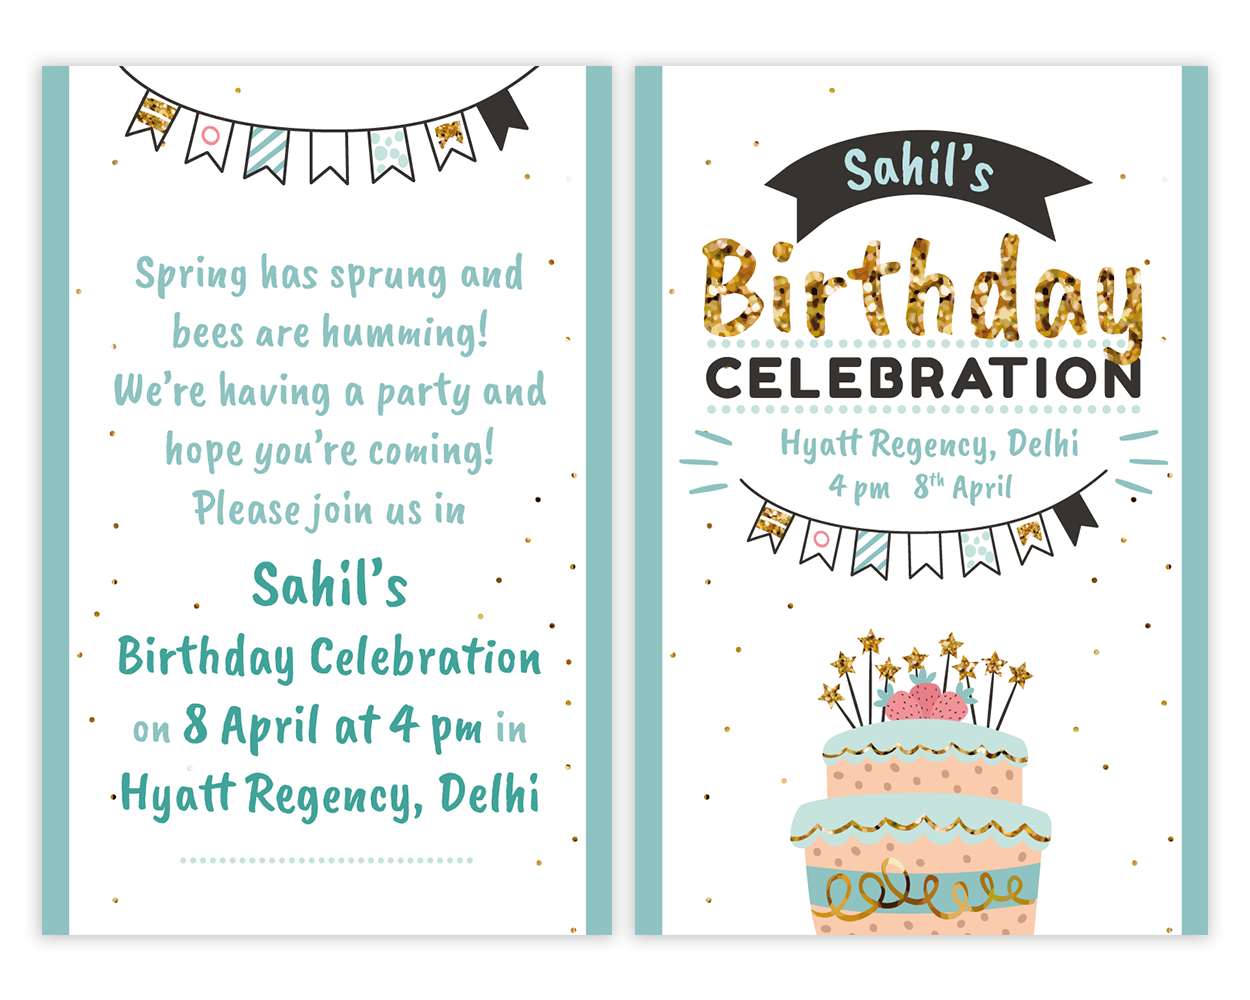 Spring has sprung and
bees are humming!
We're having a party and
hope you're coming!
Please join us in
Sahil's
Birthday Celebration
on 8 April at 4 pm in
Hyatt Regency, Delhi
Sahil's
Birthday
CELEBRATION
Hyatt Regency, Delhi
4 pm 8th April